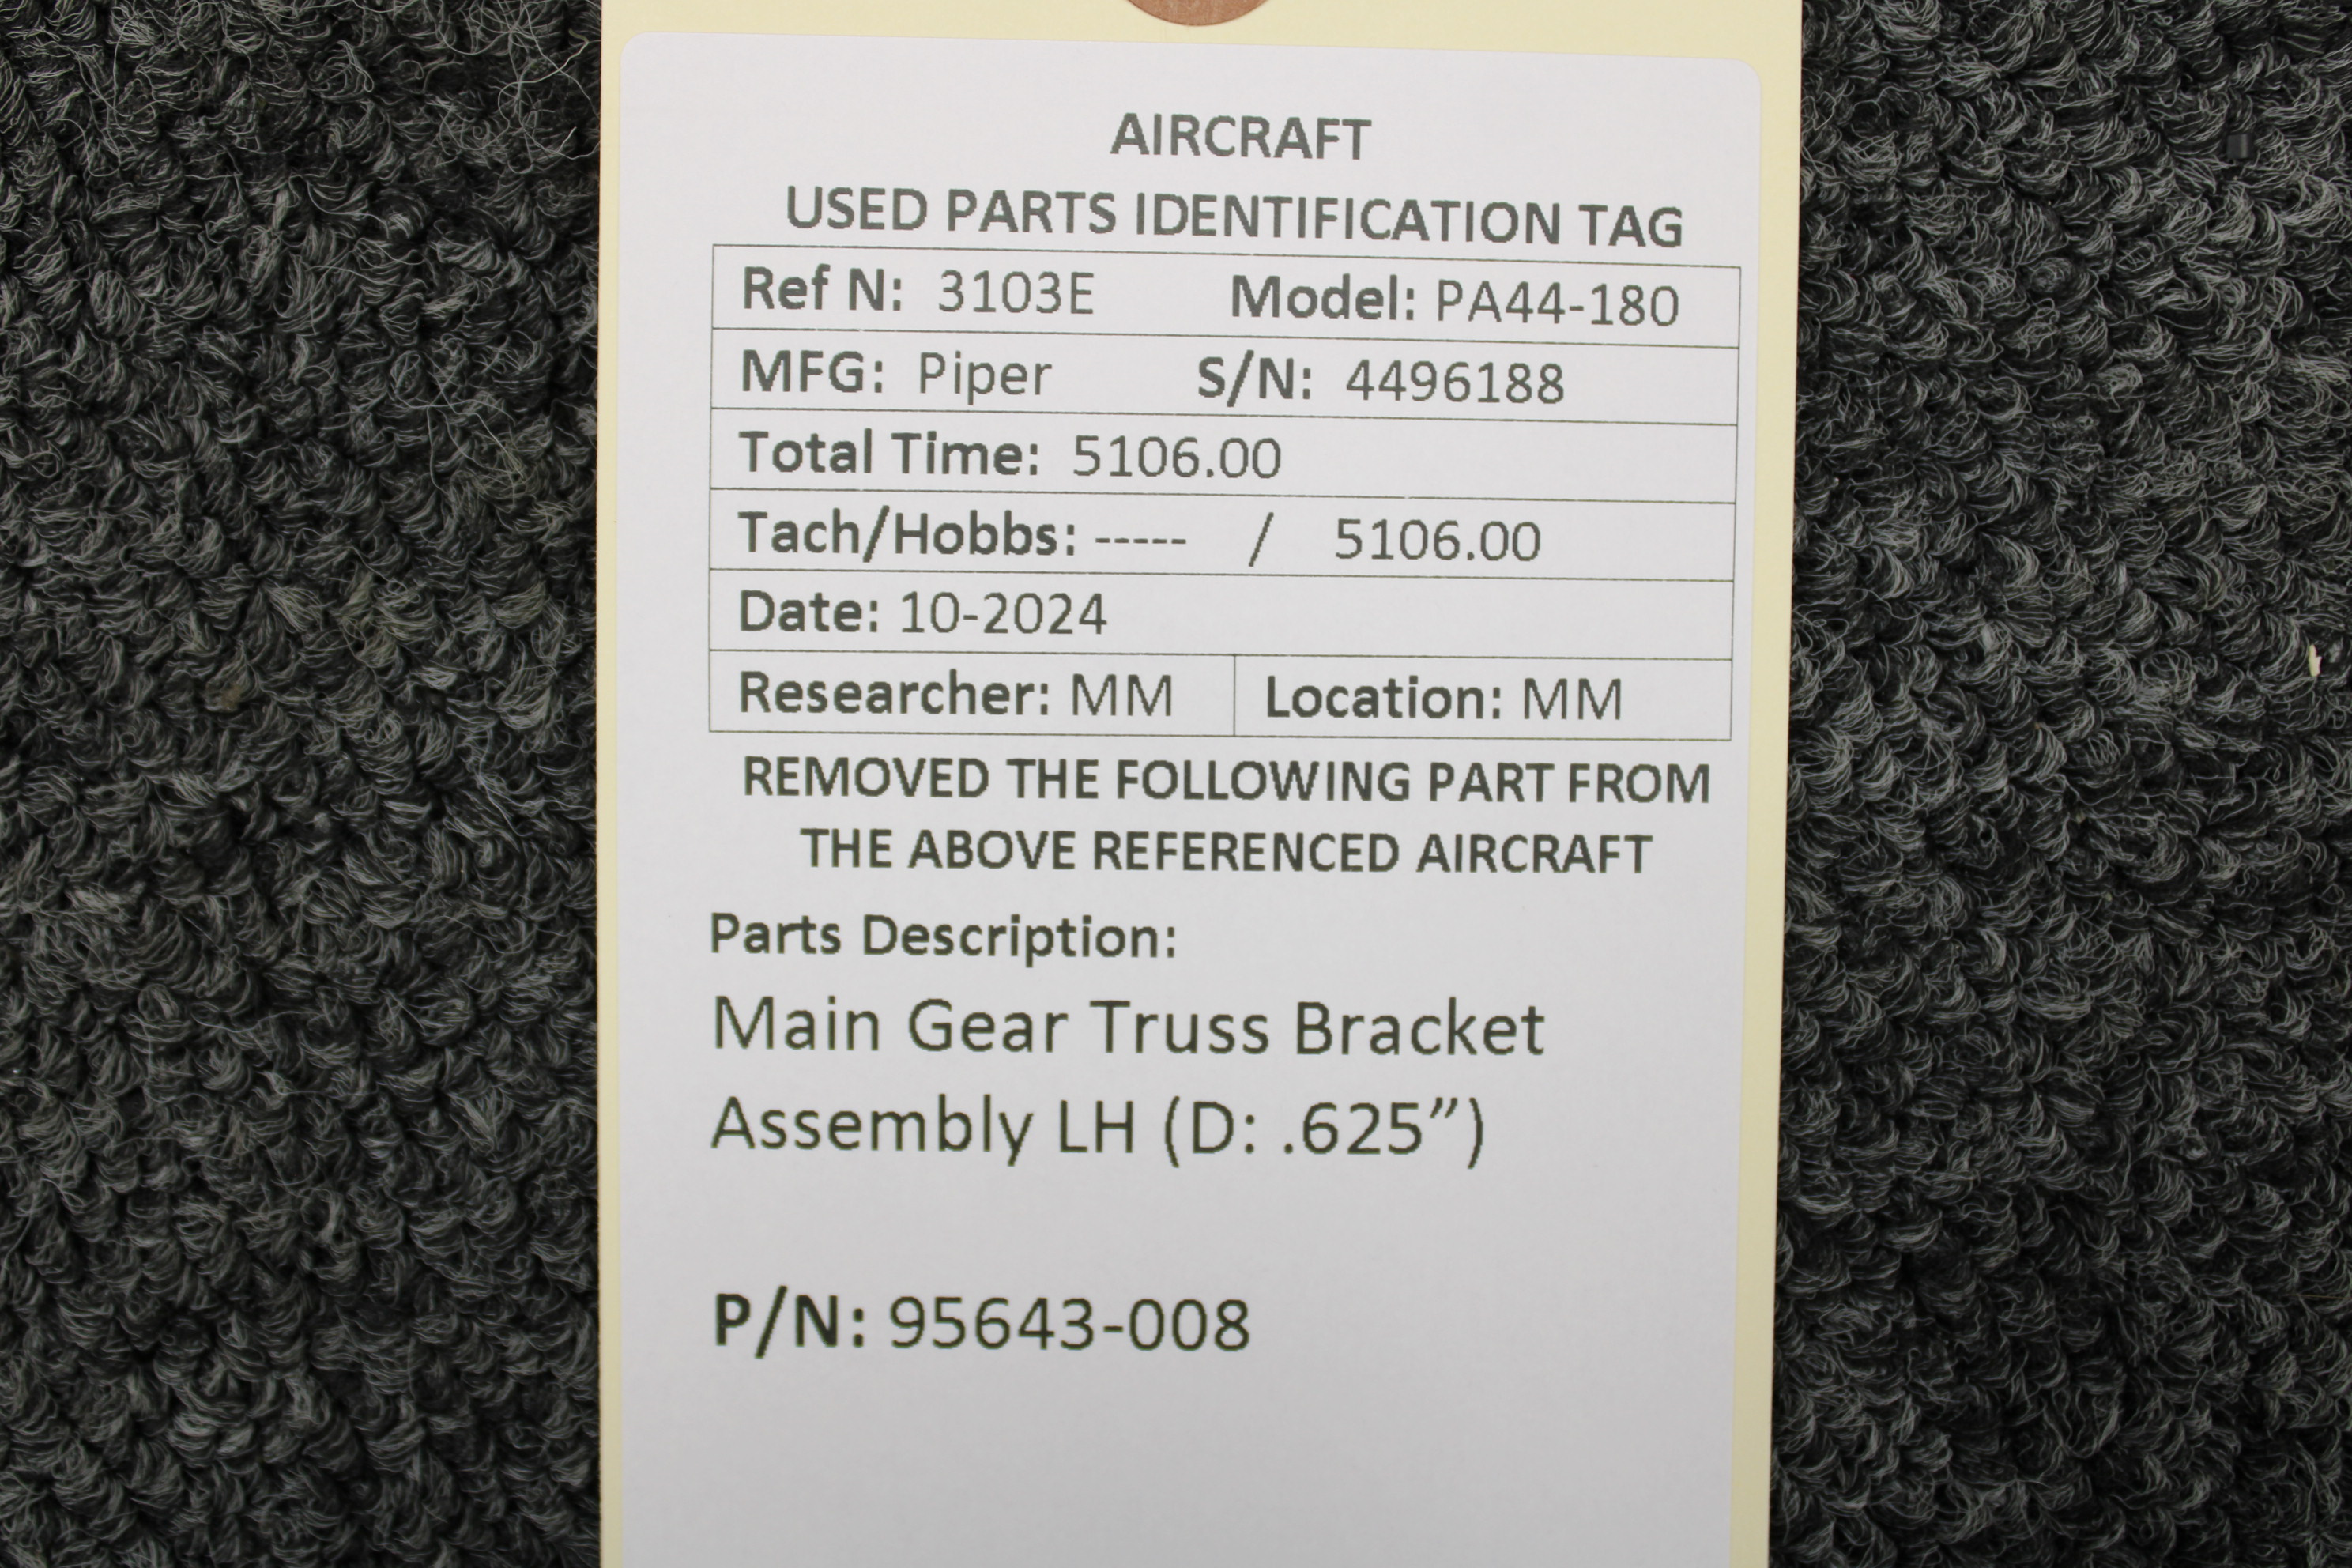 AIRCRAFT
USED PARTS IDENTIFICATION TAG
Ref N: 3103E Model: PA44-180
MFG: Piper S/N: 4496188
Total Time: 5106.00
Tach/Hobbs: ----- / 5106.00
Date: 10-2024
Researcher: MM Location: MM
REMOVED THE FOLLOWING PART FROM
THE ABOVE REFERENCED AIRCRAFT
Parts Description:
Main Gear Truss Bracket
Assembly LH (D: .625”)
P/N: 95643-008